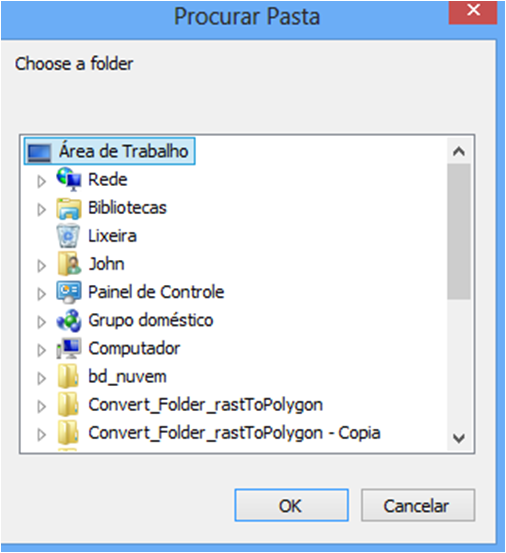 Procurar Pasta
Choose a folder
Área de Trabalho
Rede
Bibliotecas
Lixeira
John
Painel de Controle
Grupo doméstico
Computador
bd_nuvem
Convert_Folder_rastToPolygon
Convert_Folder_rastToPolygon - Copia
OK Cancelar